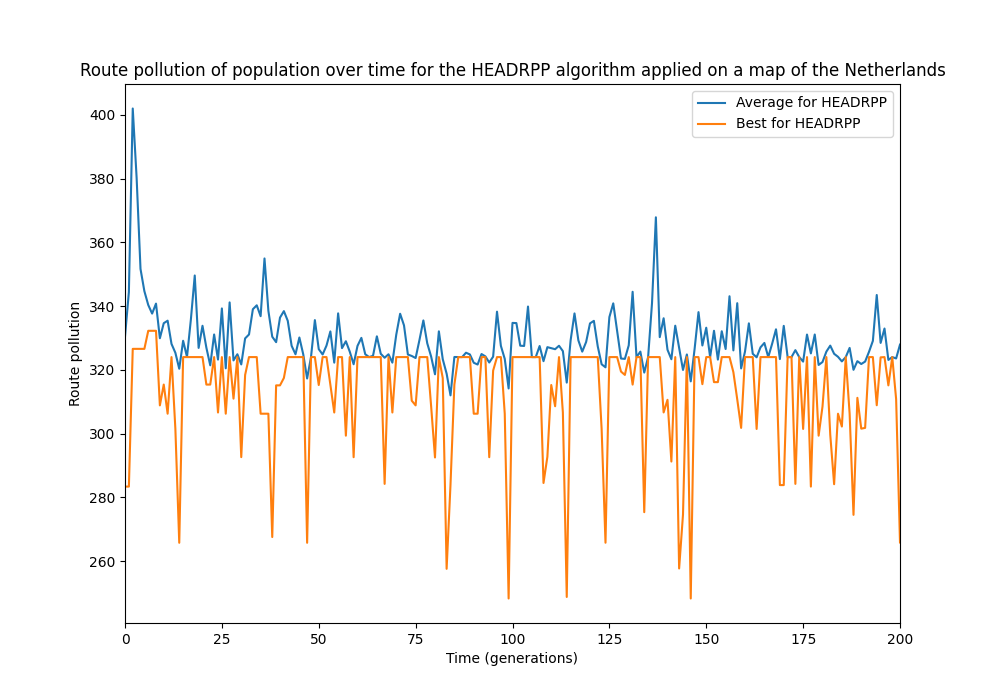 Route pollution of population over time for the HEADRPP algorithm applied on a map of the Netherlands
Average for HEADRPP
Best for HEADRPP
Route pollution
400
380
360
340
320
300
280
260
0 25 50 75 100 125 150 175 200
Time (generations)